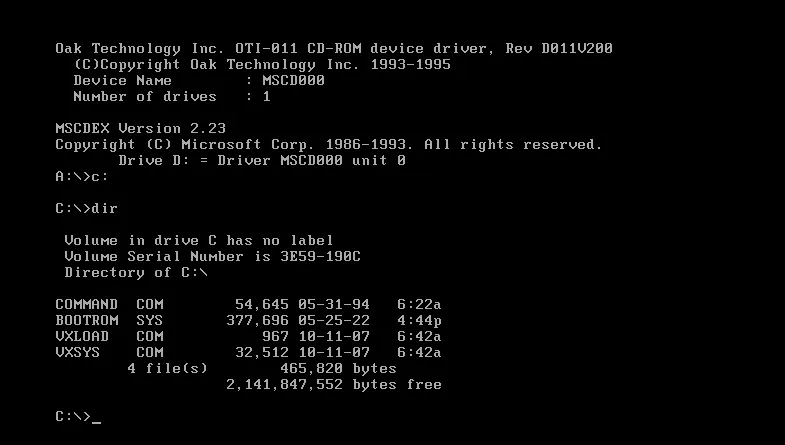 Oak Technology Inc. OTI-011 CD-ROM device driver, Rev D011V200
(C)Copyright Oak Technology Inc. 1993-1995
Device Name : MSCD000
Number of drives : 1
MSCDEX Version 2.23
Copyright (C) Microsoft Corp. 1986-1993. All rights reserved.
Drive D: = Driver MSCD000 unit 0
A:\>c:
C:\>dir
Volume in drive C has no label
Volume Serial Number is 3E59-190C
Directory of C:\
COMMAND COM 54,645 05-31-94 6:22a
BOOTROM SYS 377,696 05-25-22 4:44p
VXLOAD COM 967 10-11-07 6:42a
VXSYS COM 32,512 10-11-07 6:42a
4 file(s) 465,820 bytes
2,141,847,552 bytes free
C:\>_